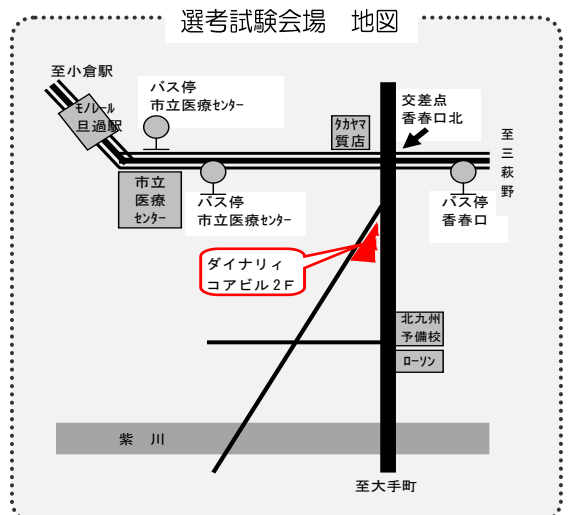 選考試験会場　地図
至小倉駅
バス停
市立医療センター
モノレール
旦過駅
タカヤマ
質店
交差点
香春口北
至三萩野
市立
医療
センター
バス停
市立医療センター
バス停
香春口
ダイナリィ
コアビル2F
北九州
予備校
ローソン
紫　川
至大手町